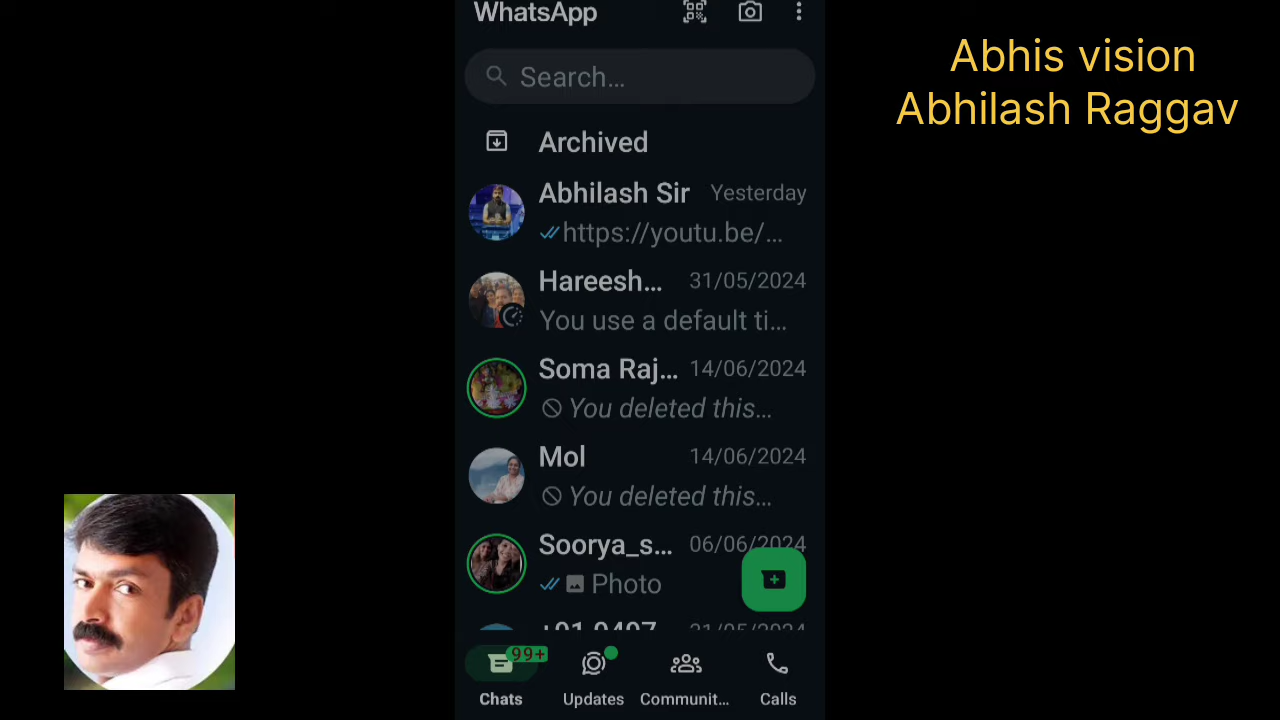 WhatsApp
Abhis vision
Abhilash Raggav
Search...
Archived
Abhilash Sir Yesterday
https://youtu.be/...
Hareesh... 31/05/2024
You use a default ti...
Soma Raj... 14/06/2024
You deleted this...
Mol 14/06/2024
You deleted this...
Soorya_s... 06/06/2024
Photo
99+
Chats Updates Communit... Calls